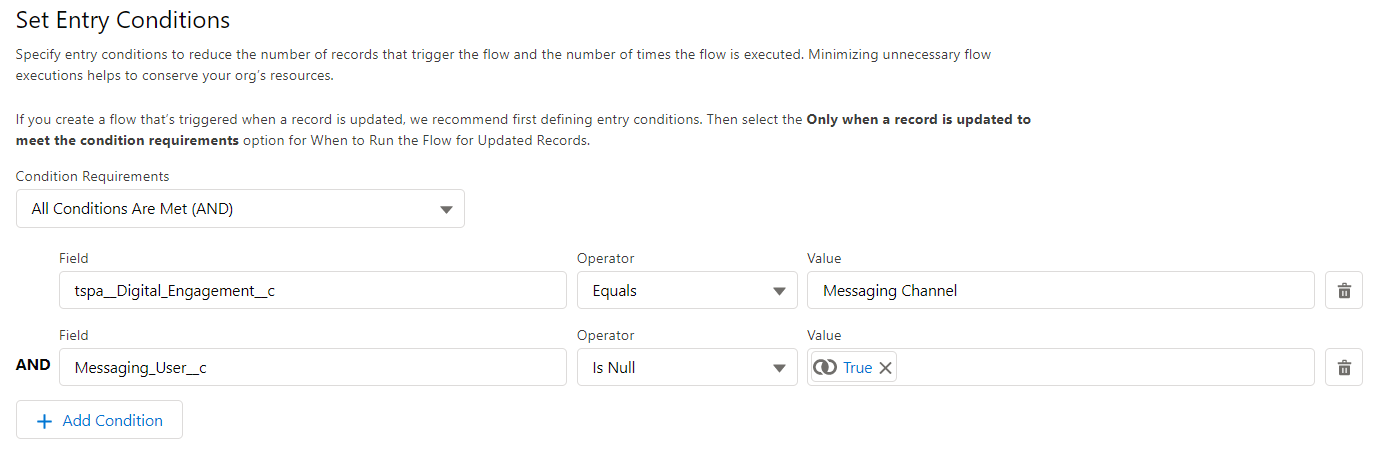 Set Entry Conditions
Specify entry conditions to reduce the number of records that trigger the flow and the number of times the flow is executed. Minimizing unnecessary flow
executions helps to conserve your org's resources.
If you create a flow that's triggered when a record is updated, we recommend first defining entry conditions. Then select the Only when a record is updated to
meet the condition requirements option for When to Run the Flow for Updated Records.
Condition Requirements
All Conditions Are Met (AND)
Field Operator Value
tspa__Digital_Engagement__c Equals Messaging Channel
Field Operator Value
AND Messaging_User__c Is Null True
Add Condition